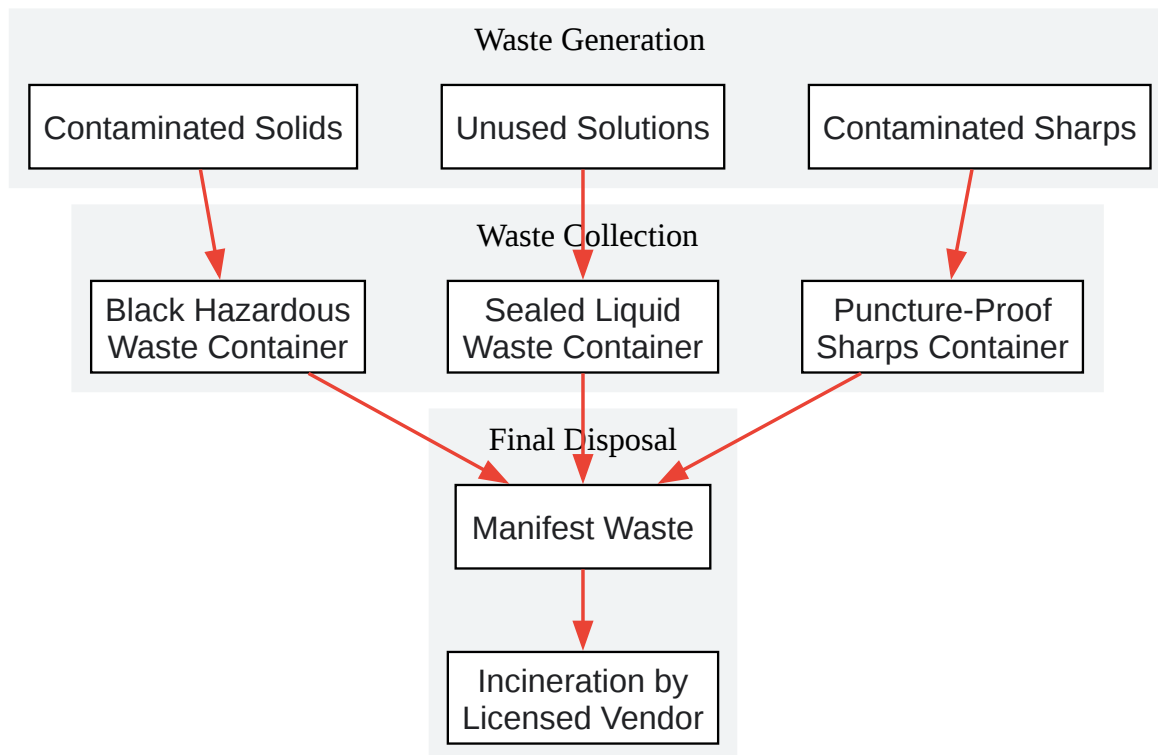 Waste Generation
Contaminated Solids
Unused Solutions
Contaminated Sharps
Waste Collection
Black Hazardous
Waste Container
Sealed Liquid
Waste Container
Puncture-Proof
Sharps Container
Final Disposal
Manifest Waste
Incineration by
Licensed Vendor